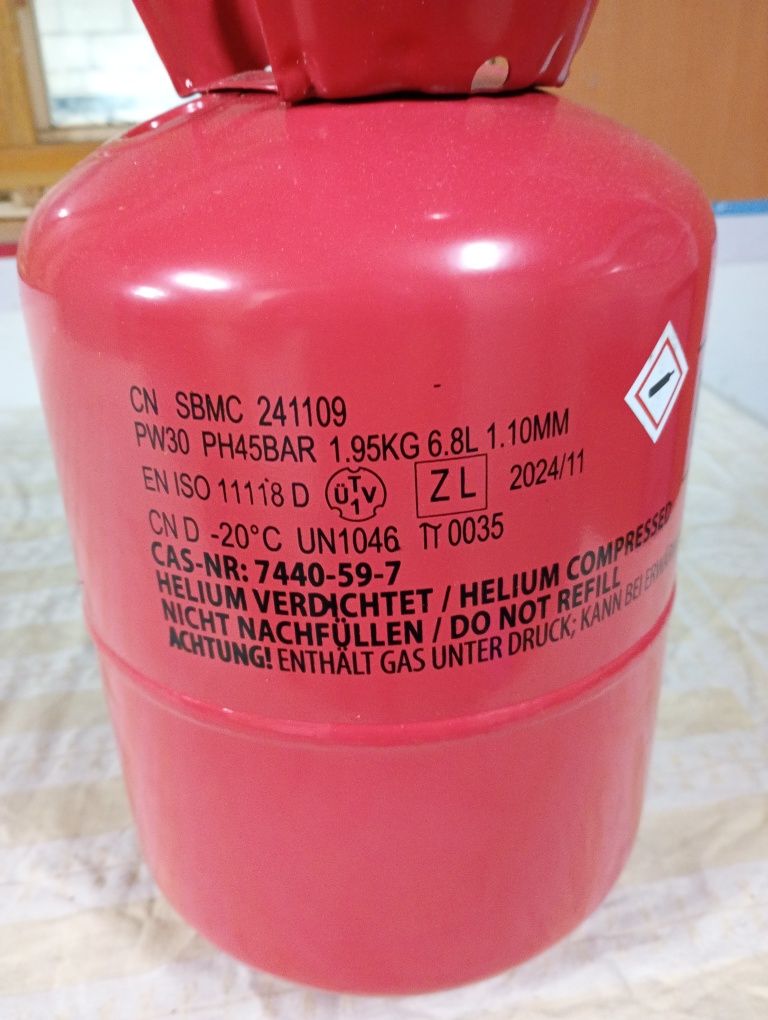 CN SBMC 241109
PW30 PH45BAR 1.95KG 6.8L 1.10MM
EN ISO 11118 D ÜTV1 ZL 2024/11
CN D -20°C UN1046 π 0035
CAS-NR: 7440-59-7
HELIUM VERDICHTET / HELIUM COMPRESSED
NICHT NACHFÜLLEN / DO NOT REFILL
ACHTUNG! ENTHÄLT GAS UNTER DRUCK; KANN BEI